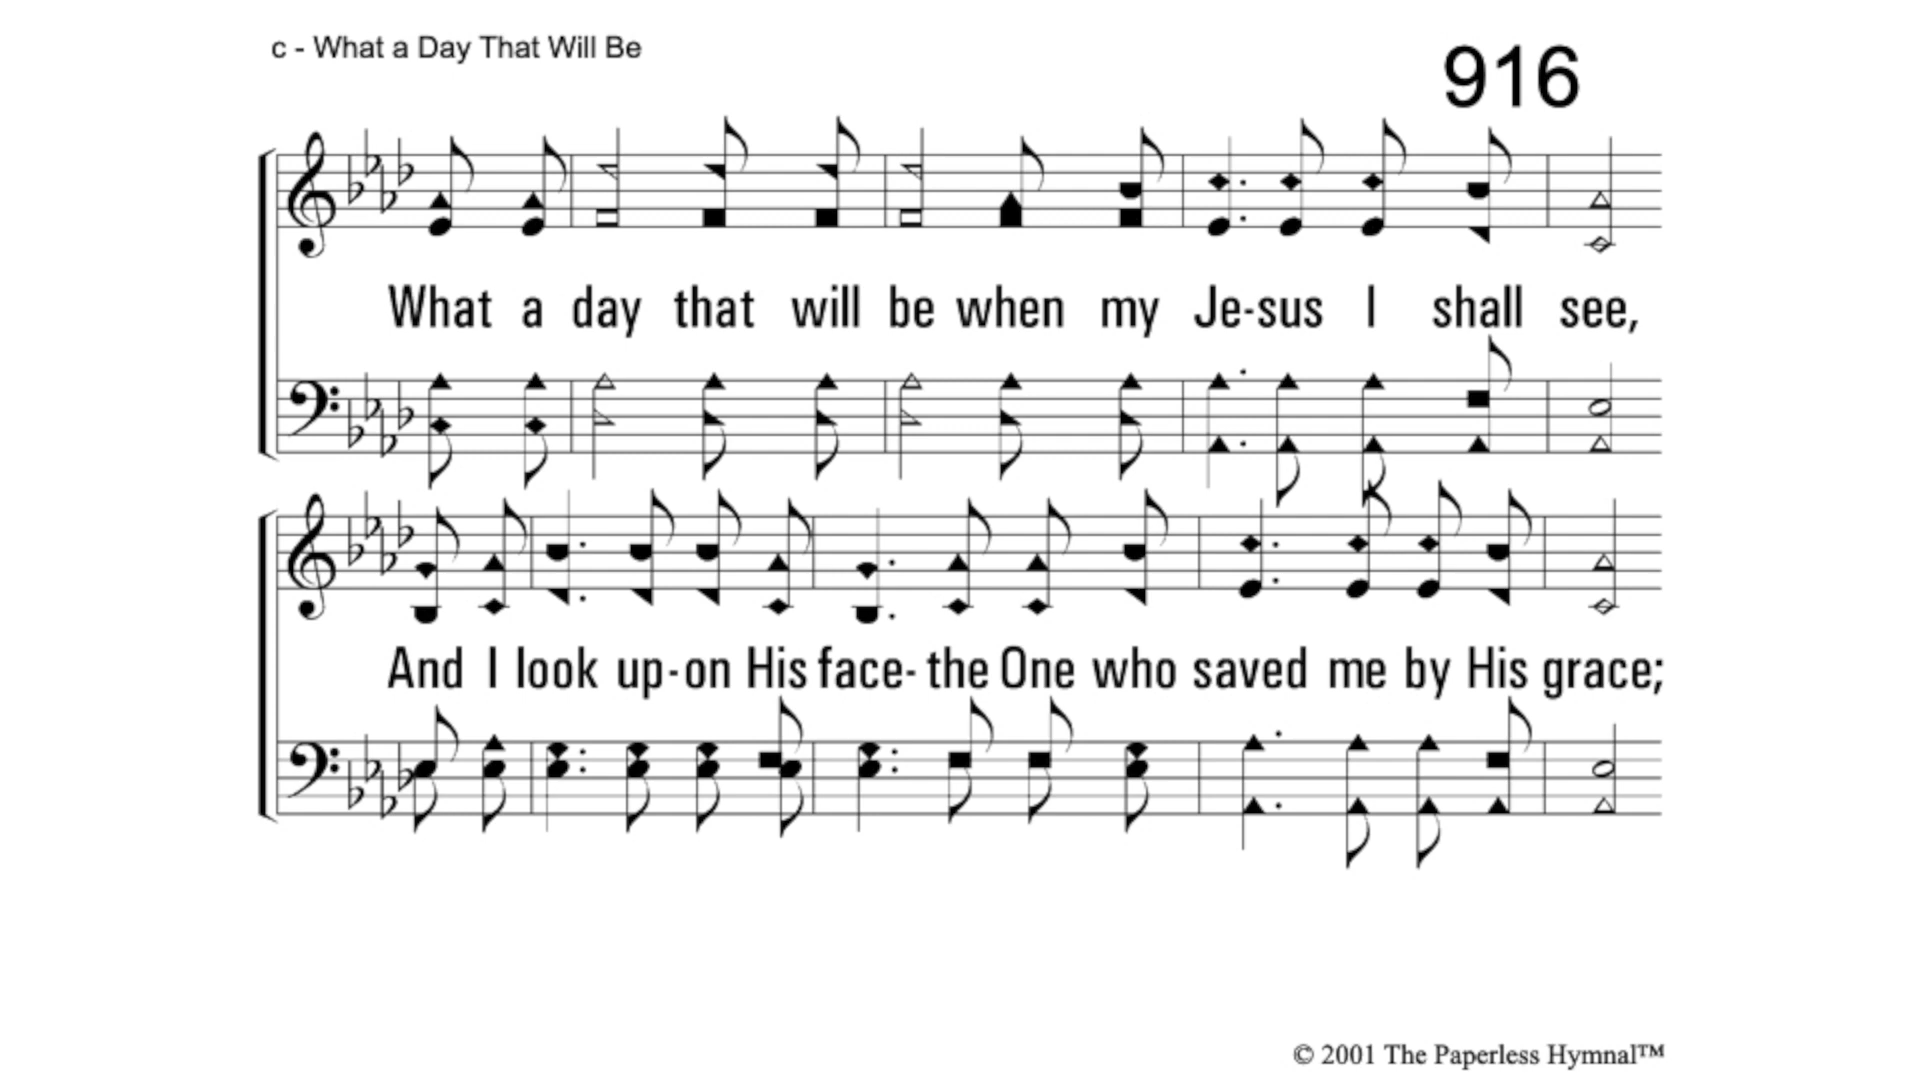 c - What a Day That Will Be
916
What a day that will be when my Je-sus I shall see,
And I look up-on His face- the One who saved me by His grace;
© 2001 The Paperless Hymnal™